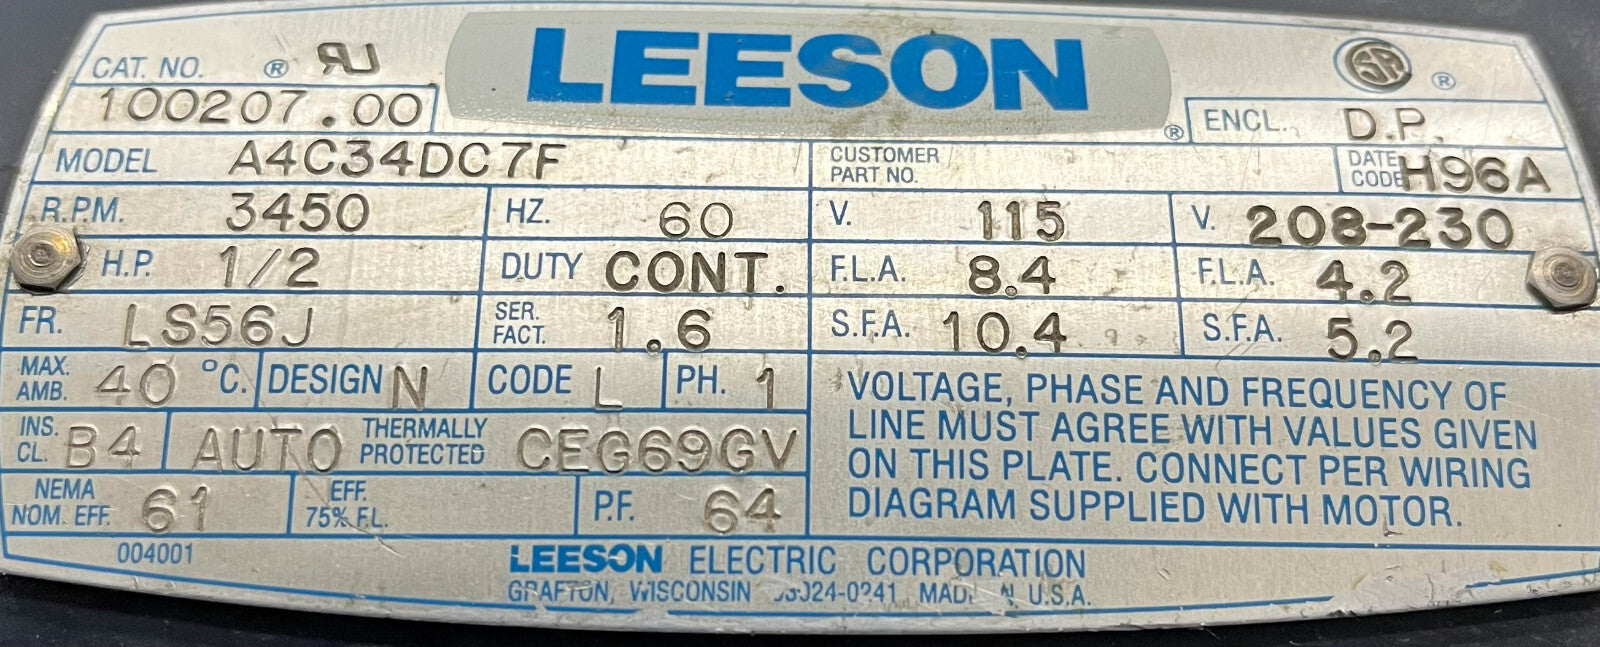 LEESON
CAT. NO. ® RU
100207.00
® ENCL. D.P.
SA ®
MODEL A4C34DC7F
CUSTOMER PART NO.
DATE CODE H96A
R.P.M. 3450 HZ. 60 V. 115 V. 208-230
H.P. 1/2 DUTY CONT. F.L.A. 8.4 F.L.A. 4.2
FR. LS56J SER. FACT. 1.6 S.F.A. 10.4 S.F.A. 5.2
MAX. AMB. 40 °C. DESIGN N CODE L PH. 1
INS. CL. B4 AUTO THERMALLY PROTECTED CEG69GV
NEMA NOM. EFF. 61 EFF. 75% F.L. P.F. 64
VOLTAGE, PHASE AND FREQUENCY OF
LINE MUST AGREE WITH VALUES GIVEN
ON THIS PLATE. CONNECT PER WIRING
DIAGRAM SUPPLIED WITH MOTOR.
004001
LEESON ELECTRIC CORPORATION
GRAFTON, WISCONSIN MADE IN U.S.A.